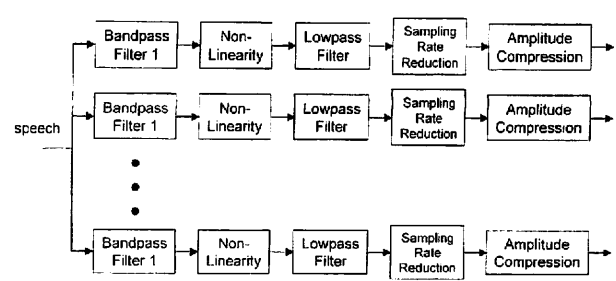 Bandpass
Filter 1
Non-
Linearity
Lowpass
Filter
Sampling
Rate
Reduction
Amplitude
Compression
speech
Bandpass
Filter 1
Non-
Linearity
Lowpass
Filter
Sampling
Rate
Reduction
Amplitude
Compression
Bandpass
Filter 1
Non-
Linearity
Lowpass
Filter
Sampling
Rate
Reduction
Amplitude
Compression